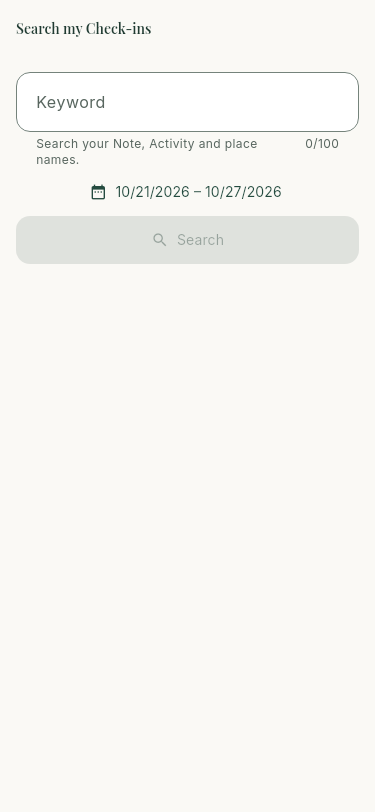 Search my Check-ins
Keyword
Search your Note, Activity and place 0/100
names.
10/21/2026 – 10/27/2026
Search